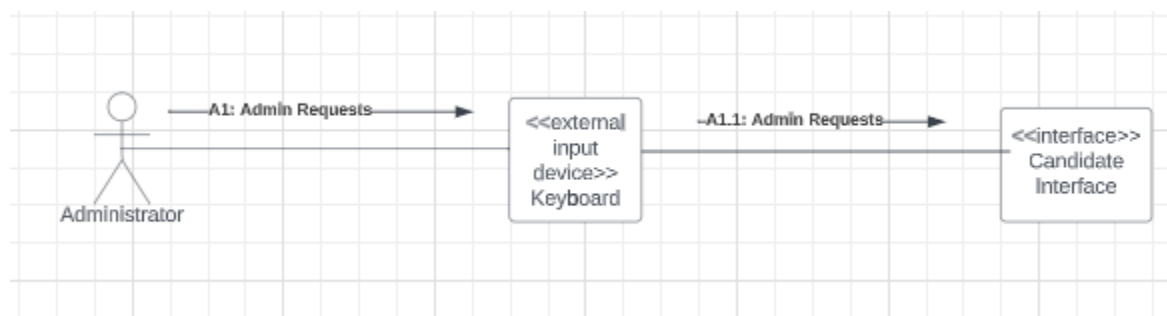 A1: Admin Requests
A1.1: Admin Requests
<<external
input
device>>
Keyboard
<<interface>>
Candidate
Interface
Administrator